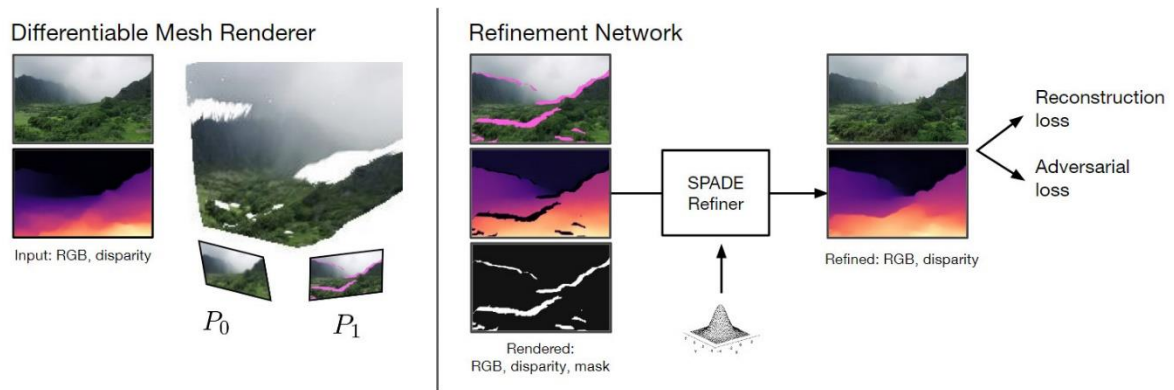 Differentiable Mesh Renderer
Input: RGB, disparity
P0
P1
Refinement Network
Rendered:
RGB, disparity, mask
SPADE
Refiner
Refined: RGB, disparity
Reconstruction
loss
Adversarial
loss